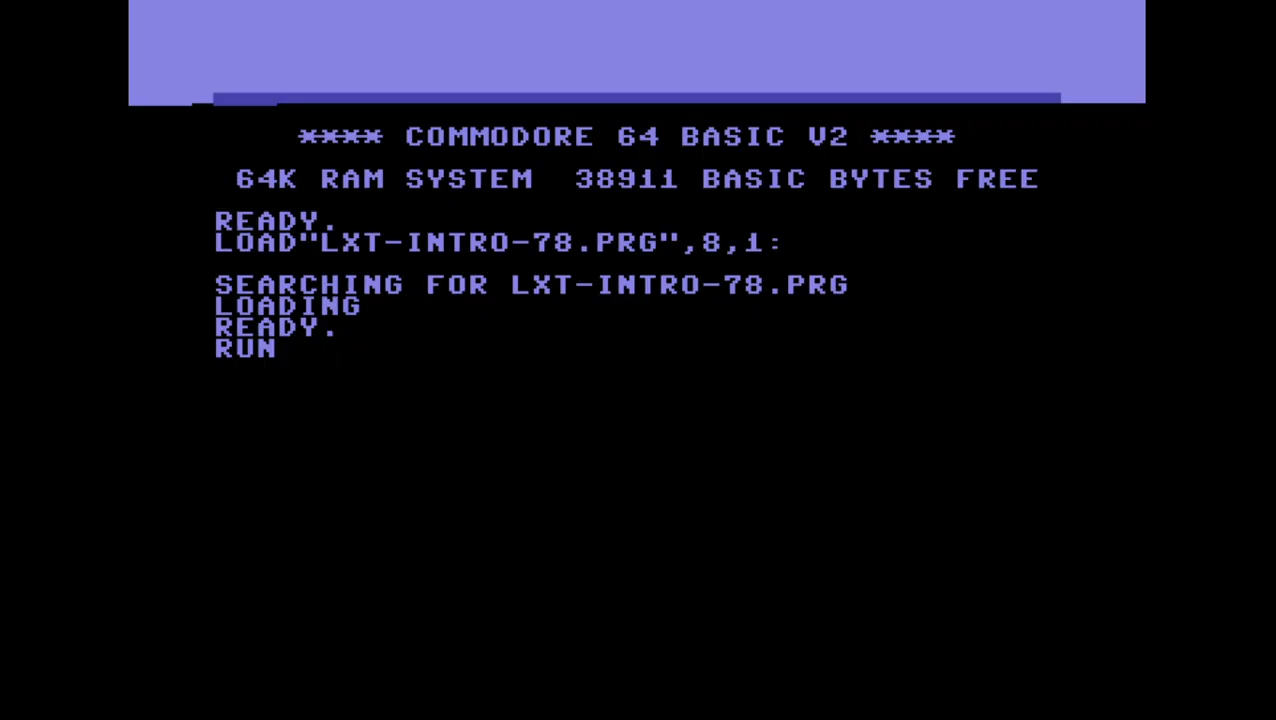 **** COMMODORE 64 BASIC V2 ****
64K RAM SYSTEM  38911 BASIC BYTES FREE
READY.
LOAD"LXT-INTRO-78.PRG",8,1:
SEARCHING FOR LXT-INTRO-78.PRG
LOADING
READY.
RUN